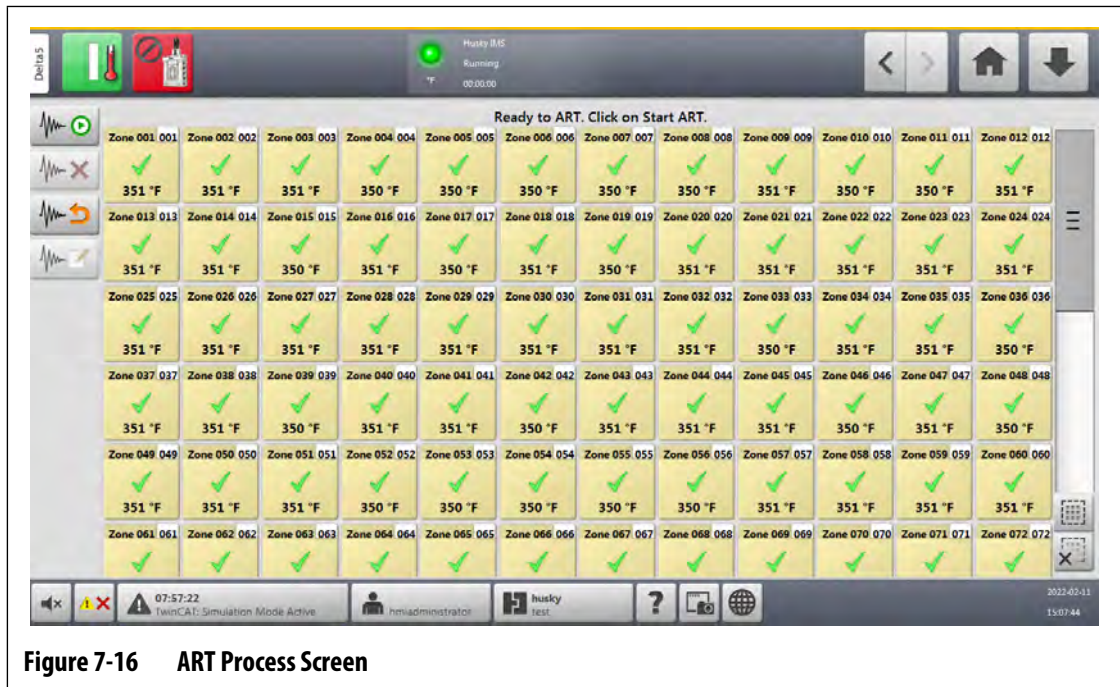 Delta5
Husky IMS
Running
°F
00:00:00
Ready to ART. Click on Start ART.
Zone 001 001 Zone 002 002 Zone 003 003 Zone 004 004 Zone 005 005 Zone 006 006 Zone 007 007 Zone 008 008 Zone 009 009 Zone 010 010 Zone 011 011 Zone 012 012
351 °F 351 °F 351 °F 350 °F 350 °F 350 °F 350 °F 350 °F 350 °F 350 °F 351 °F 351 °F
Zone 013 013 Zone 014 014 Zone 015 015 Zone 016 016 Zone 017 017 Zone 018 018 Zone 019 019 Zone 020 020 Zone 021 021 Zone 022 022 Zone 023 023 Zone 024 024
351 °F 351 °F 350 °F 351 °F 350 °F 351 °F 350 °F 351 °F 351 °F 351 °F 351 °F 351 °F
Zone 025 025 Zone 026 026 Zone 027 027 Zone 028 028 Zone 029 029 Zone 030 030 Zone 031 031 Zone 032 032 Zone 033 033 Zone 034 034 Zone 035 035 Zone 036 036
351 °F 351 °F 351 °F 351 °F 351 °F 351 °F 351 °F 351 °F 350 °F 351 °F 351 °F 350 °F
Zone 037 037 Zone 038 038 Zone 039 039 Zone 040 040 Zone 041 041 Zone 042 042 Zone 043 043 Zone 044 044 Zone 045 045 Zone 046 046 Zone 047 047 Zone 048 048
351 °F 351 °F 350 °F 351 °F 351 °F 350 °F 351 °F 350 °F 351 °F 350 °F 351 °F 350 °F
Zone 049 049 Zone 050 050 Zone 051 051 Zone 052 052 Zone 053 053 Zone 054 054 Zone 055 055 Zone 056 056 Zone 057 057 Zone 058 058 Zone 059 059 Zone 060 060
351 °F 351 °F 351 °F 350 °F 350 °F 350 °F 350 °F 350 °F 351 °F 351 °F 351 °F 351 °F
Zone 061 061 Zone 062 062 Zone 063 063 Zone 064 064 Zone 065 065 Zone 066 066 Zone 067 067 Zone 068 068 Zone 069 069 Zone 070 070 Zone 071 071 Zone 072 072
07:57:22
TwinCAT: Simulation Mode Active
hmiadministrator
husky
test
?
2022-02-11
15:07:44
Figure 7-16 ART Process Screen